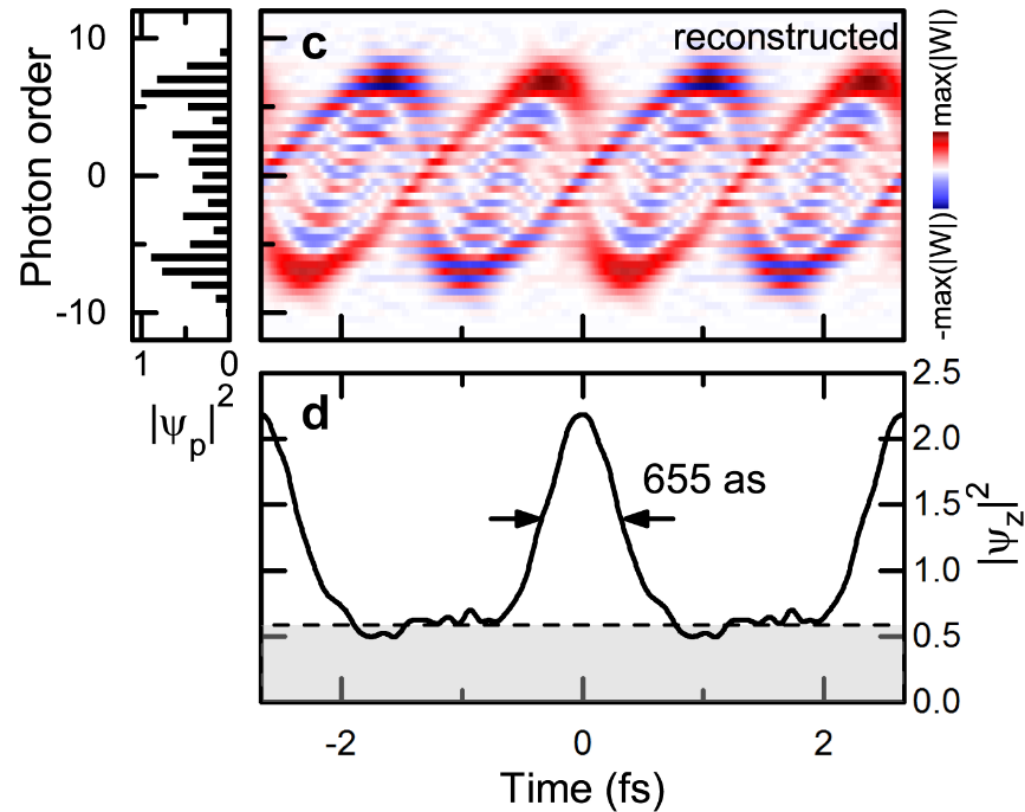 Photon order
10
0
-10
1
0
|ψp|2
c
reconstructed
-max(|W|) max(|W|)
d
655 as
2.5
2.0
1.5
1.0
0.5
0.0
|ψz|2
-2
0
2
Time (fs)